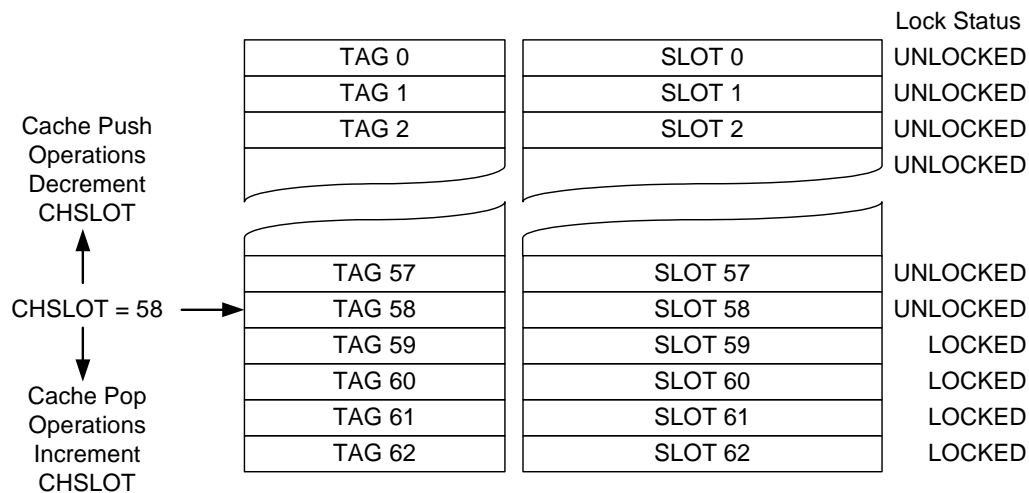 Lock Status
TAG 0 SLOT 0 UNLOCKED
TAG 1 SLOT 1 UNLOCKED
TAG 2 SLOT 2 UNLOCKED
UNLOCKED
Cache Push
Operations
Decrement
CHSLOT
TAG 57 SLOT 57 UNLOCKED
CHSLOT = 58 TAG 58 SLOT 58 UNLOCKED
TAG 59 SLOT 59 LOCKED
TAG 60 SLOT 60 LOCKED
TAG 61 SLOT 61 LOCKED
TAG 62 SLOT 62 LOCKED
Cache Pop
Operations
Increment
CHSLOT